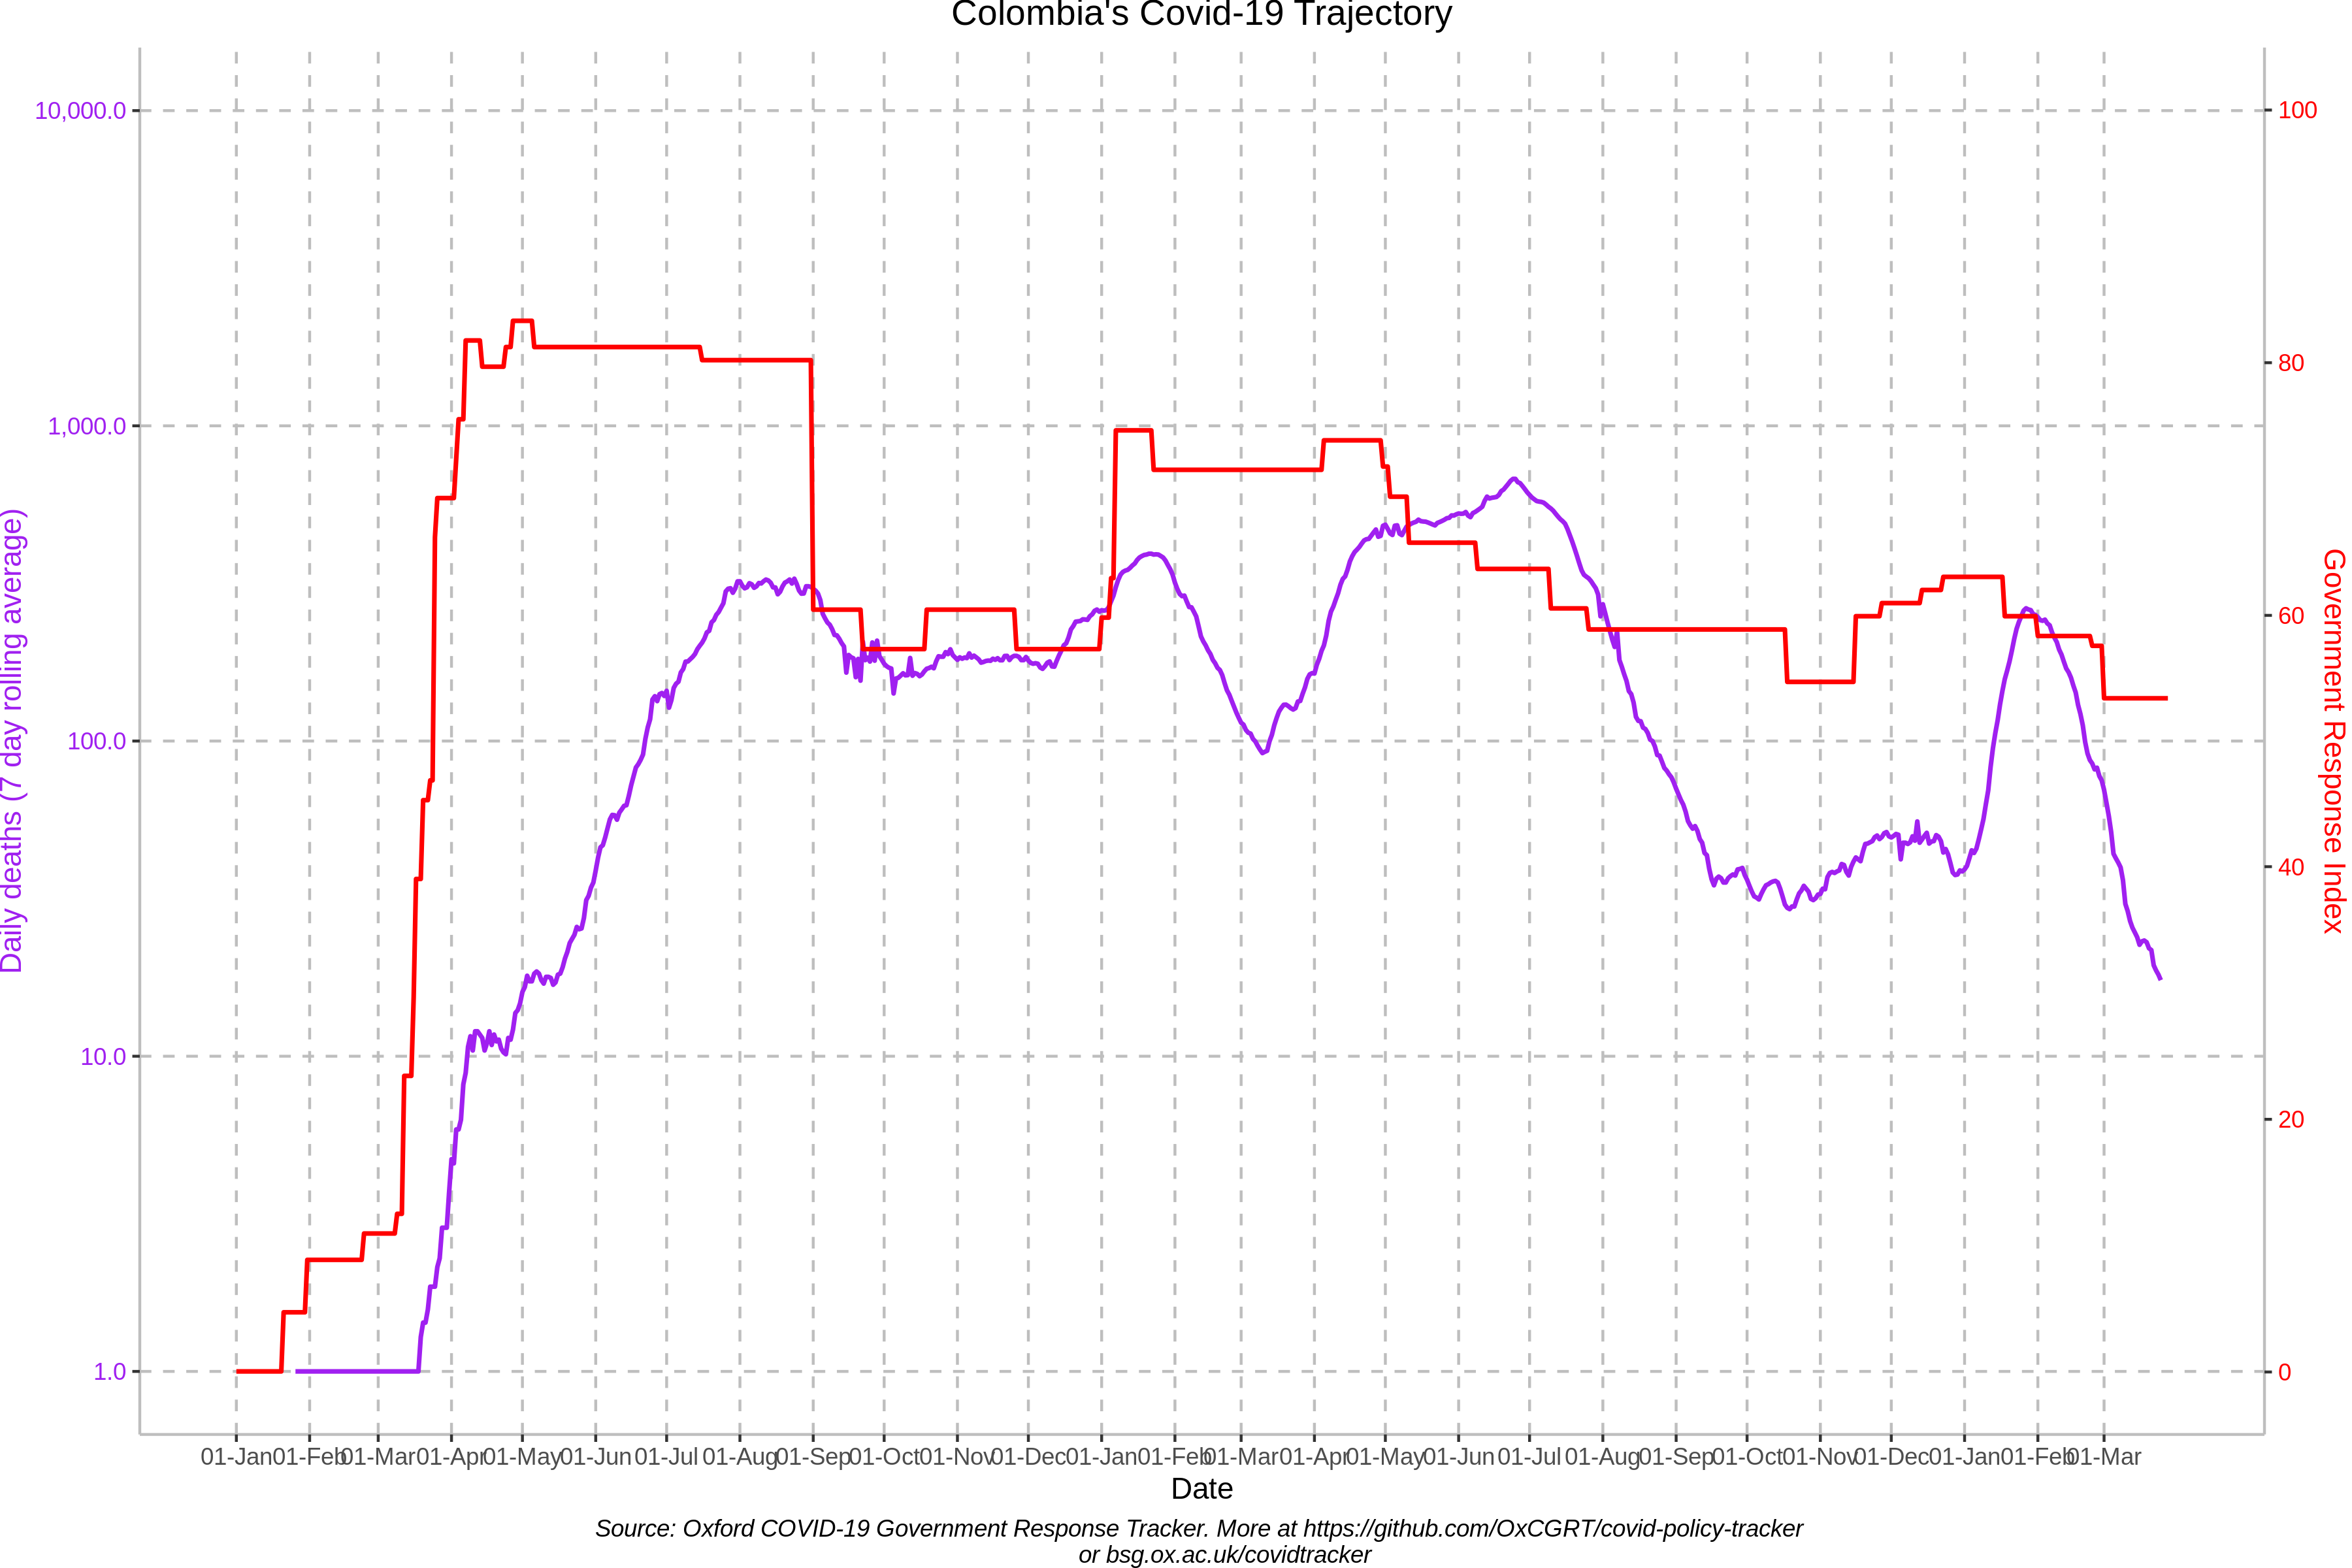 Colombia's Covid-19 Trajectory
10,000.0
1,000.0
100.0
10.0
1.0
Daily deaths (7 day rolling average)
100
80
60
40
20
0
Government Response Index
01-Jan 01-Feb 01-Mar 01-Apr 01-May 01-Jun 01-Jul 01-Aug 01-Sep 01-Oct 01-Nov 01-Dec 01-Jan 01-Feb 01-Mar 01-Apr 01-May 01-Jun 01-Jul 01-Aug 01-Sep 01-Oct 01-Nov 01-Dec 01-Jan 01-Feb 01-Mar
Date
Source: Oxford COVID-19 Government Response Tracker. More at https://github.com/OxCGRT/covid-policy-tracker
or bsg.ox.ac.uk/covidtracker